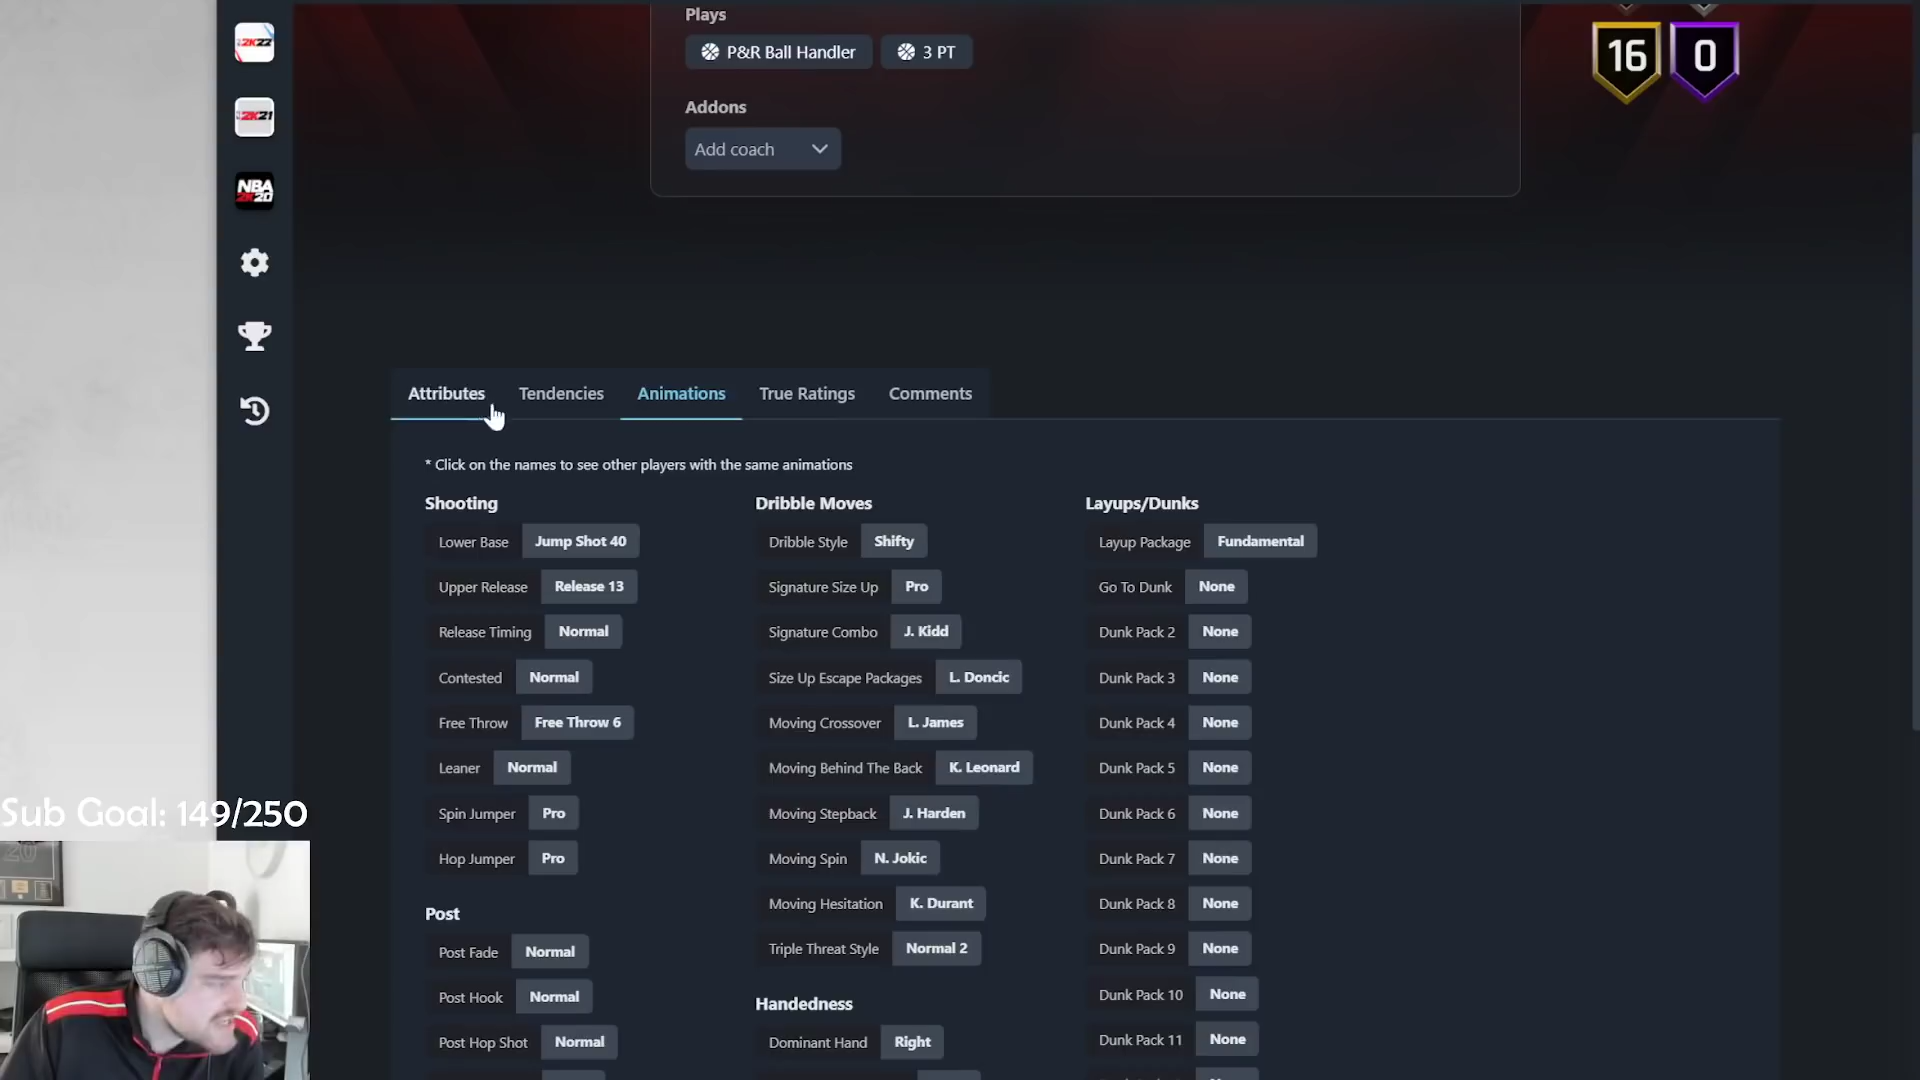 Plays
P&R Ball Handler
3 PT
16
0
2K22
2K21
Addons
Add coach
NBA
2K20
Attributes
Tendencies
Animations
True Ratings
Comments
* Click on the names to see other players with the same animations
Shooting
Lower Base Jump Shot 40
Upper Release Release 13
Release Timing Normal
Contested Normal
Free Throw Free Throw 6
Leaner Normal
Spin Jumper Pro
Hop Jumper Pro
Post
Post Fade Normal
Post Hook Normal
Post Hop Shot Normal
Dribble Moves
Dribble Style Shifty
Signature Size Up Pro
Signature Combo J. Kidd
Size Up Escape Packages L. Doncic
Moving Crossover L. James
Moving Behind The Back K. Leonard
Moving Stepback J. Harden
Moving Spin N. Jokic
Moving Hesitation K. Durant
Triple Threat Style Normal 2
Handedness
Dominant Hand Right
Layups/Dunks
Layup Package Fundamental
Go To Dunk None
Dunk Pack 2 None
Dunk Pack 3 None
Dunk Pack 4 None
Dunk Pack 5 None
Dunk Pack 6 None
Dunk Pack 7 None
Dunk Pack 8 None
Dunk Pack 9 None
Dunk Pack 10 None
Dunk Pack 11 None
Sub Goal: 149/250
20